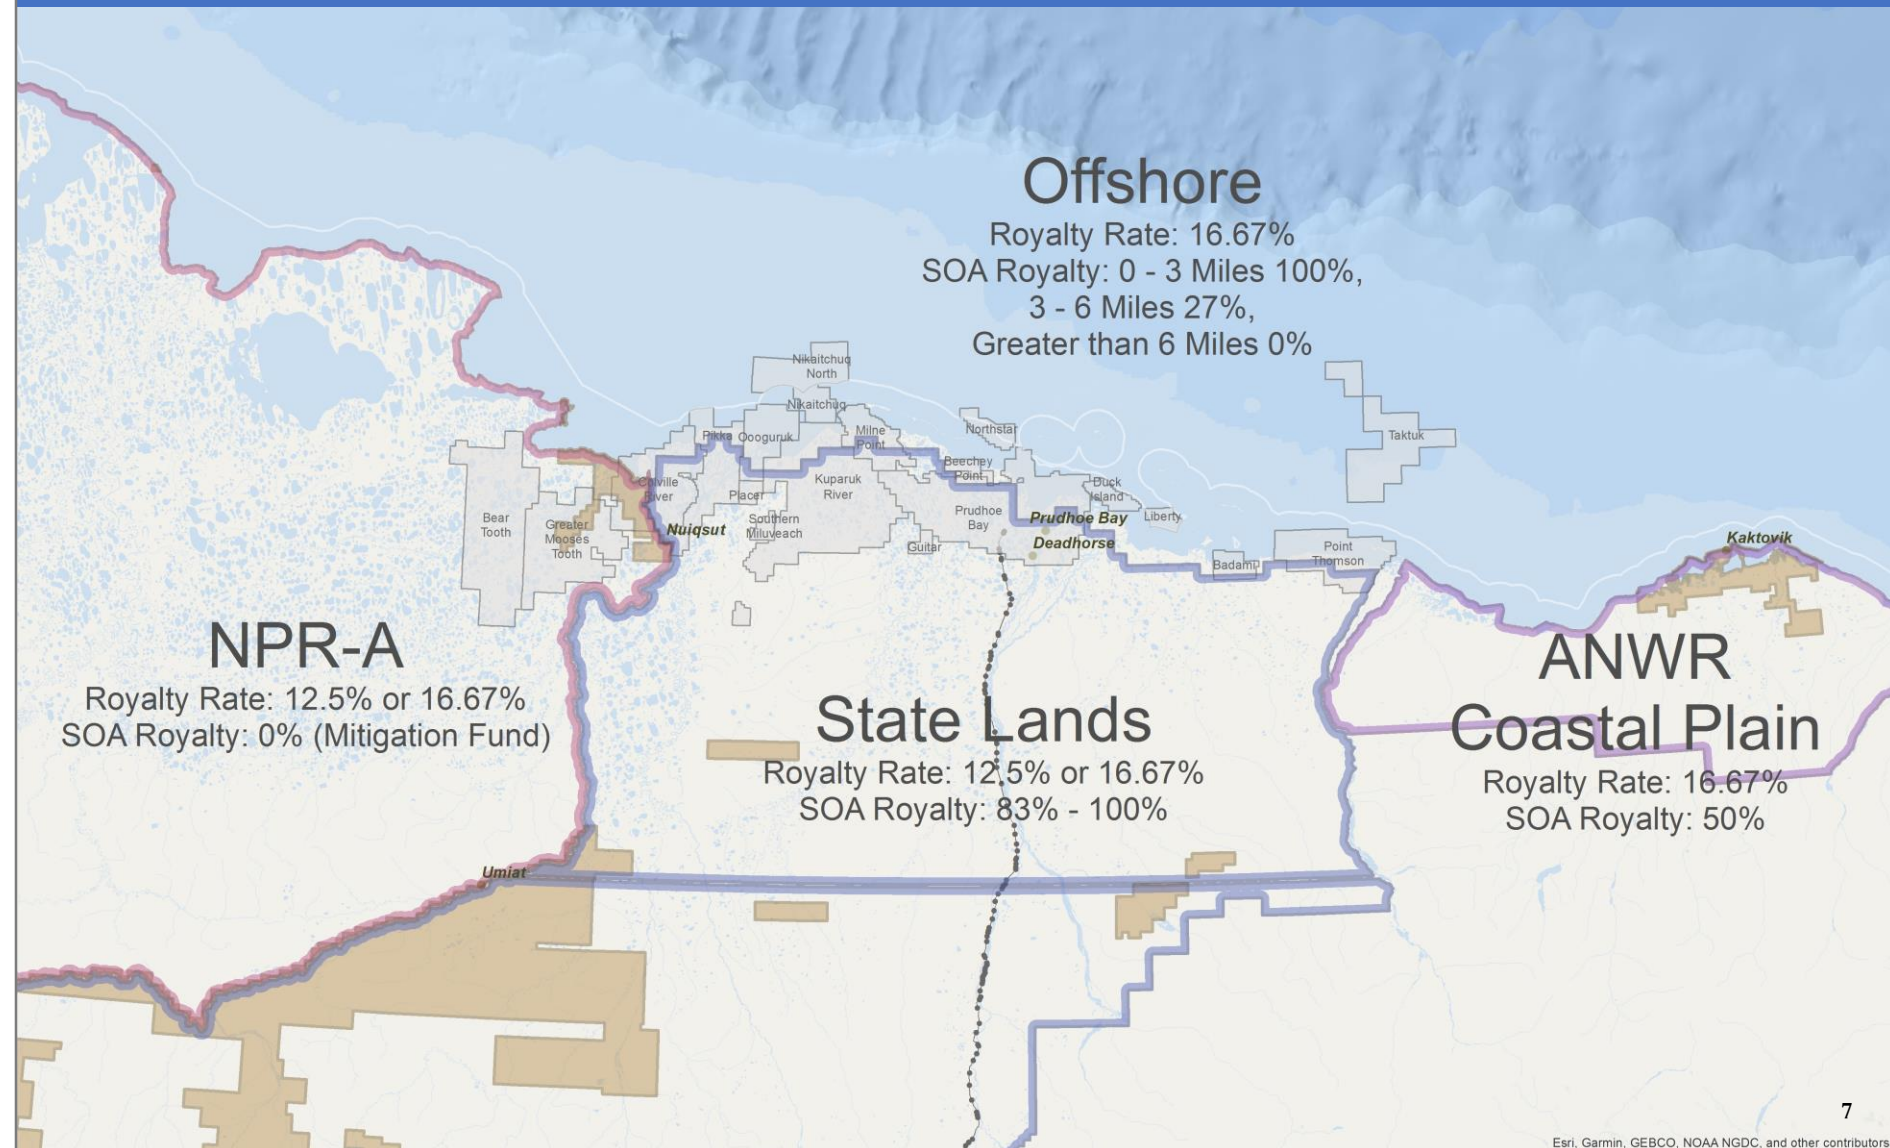 Offshore
Royalty Rate: 16.67%
SOA Royalty: 0 - 3 Miles 100%,
3 - 6 Miles 27%,
Greater than 6 Miles 0%
Nikaitchuq
North
Nikaitchuq
Pikka
Oooguruk
Milne
Point
Northstar
Taktuk
Beechey
Point
Colville
River
Placer
Kuparuk
River
Duck
Island
Bear
Tooth
Greater
Mooses
Tooth
Nuiqsut
Southern
Miluveach
Prudhoe
Bay
Prudhoe Bay
Liberty
Deadhorse
Guitar
Badami
Point
Thomson
Kaktovik
NPR-A
Royalty Rate: 12.5% or 16.67%
SOA Royalty: 0% (Mitigation Fund)
State Lands
Royalty Rate: 12.5% or 16.67%
SOA Royalty: 83% - 100%
ANWR
Coastal Plain
Royalty Rate: 16.67%
SOA Royalty: 50%
Umiat
7
Esri, Garmin, GEBCO, NOAA NGDC, and other contributors